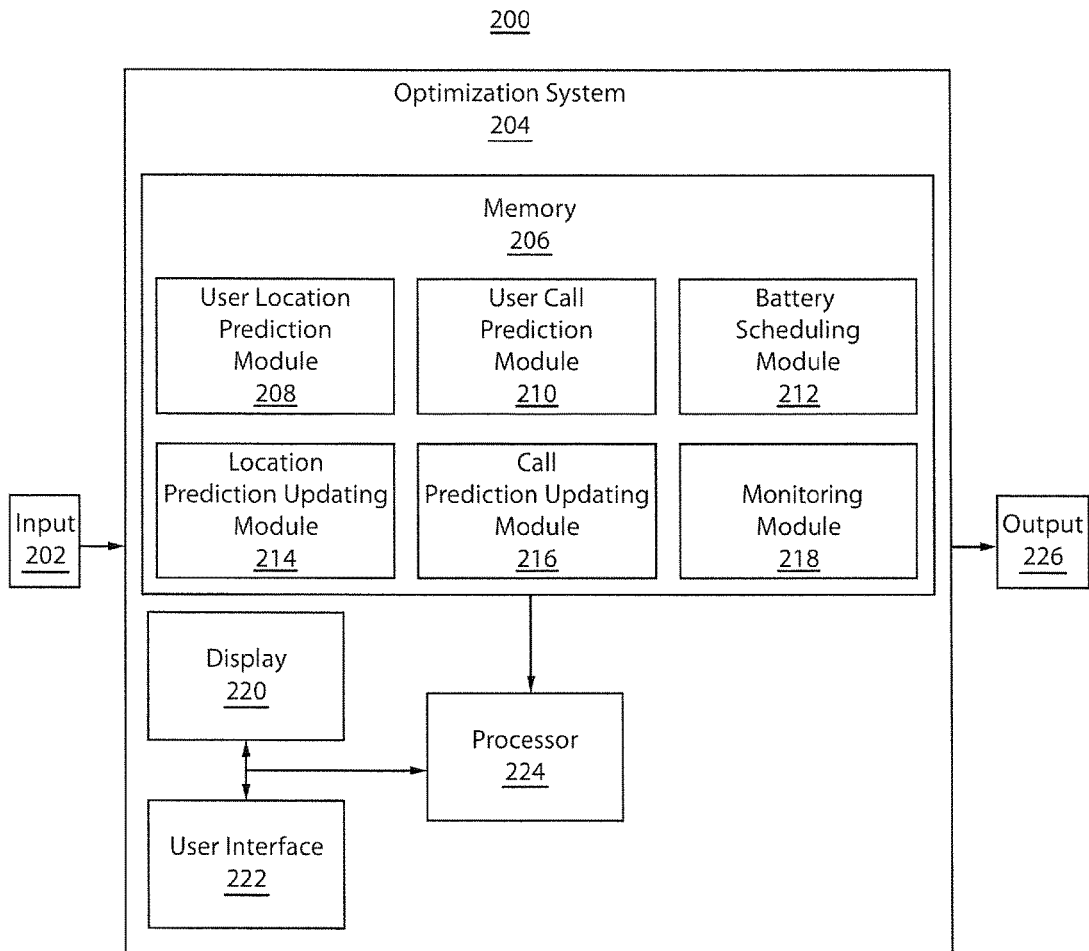 200
Optimization System
204
Memory
206
User Location
Prediction
Module
208
User Call
Prediction
Module
210
Battery
Scheduling
Module
212
Location
Prediction Updating
Module
214
Call
Prediction Updating
Module
216
Monitoring
Module
218
Input
202
Output
226
Display
220
Processor
224
User Interface
222